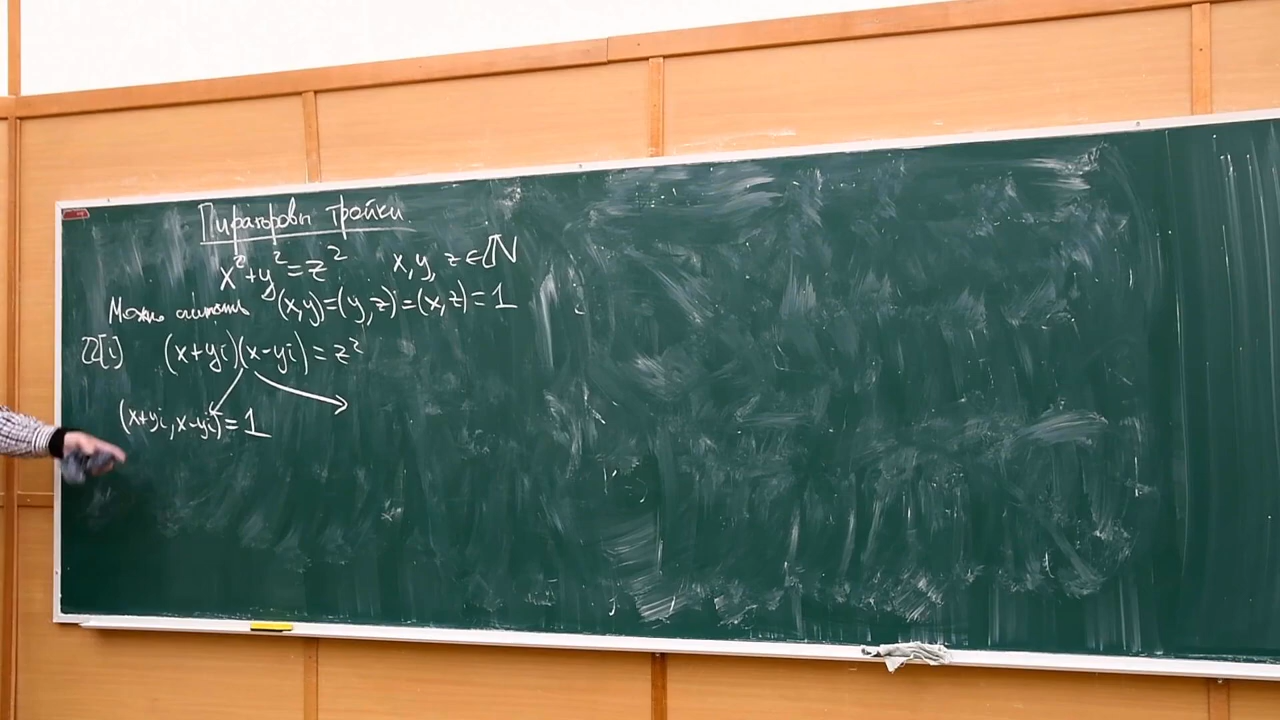 Пифагоровы тройки
x²+y²=z² x, y, z ∈ ℕ
Можно считать (x,y)=(y,z)=(x,z)=1
ℤ[i] (x+yi)(x-yi)=z²
(x+yi, x-yi)=1